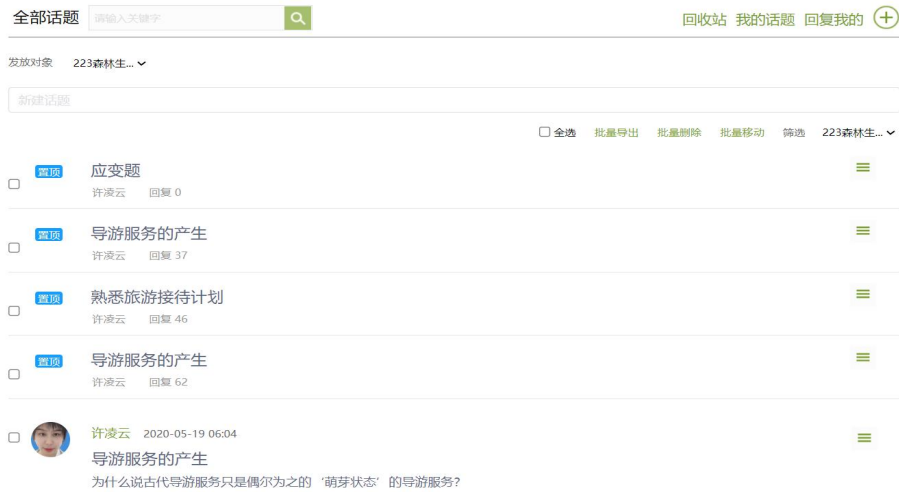 全部话题 请输入关键字 回收站 我的话题 回复我的
发放对象 223森林生...
新建话题
全选 批量导出 批量删除 批量移动 筛选 223森林生...
置顶 应变题
许凌云 回复 0
置顶 导游服务的产生
许凌云 回复 37
置顶 熟悉旅游接待计划
许凌云 回复 46
置顶 导游服务的产生
许凌云 回复 62
许凌云 2020-05-19 06:04
导游服务的产生
为什么说古代导游服务只是偶尔为之的‘萌芽状态’的导游服务?